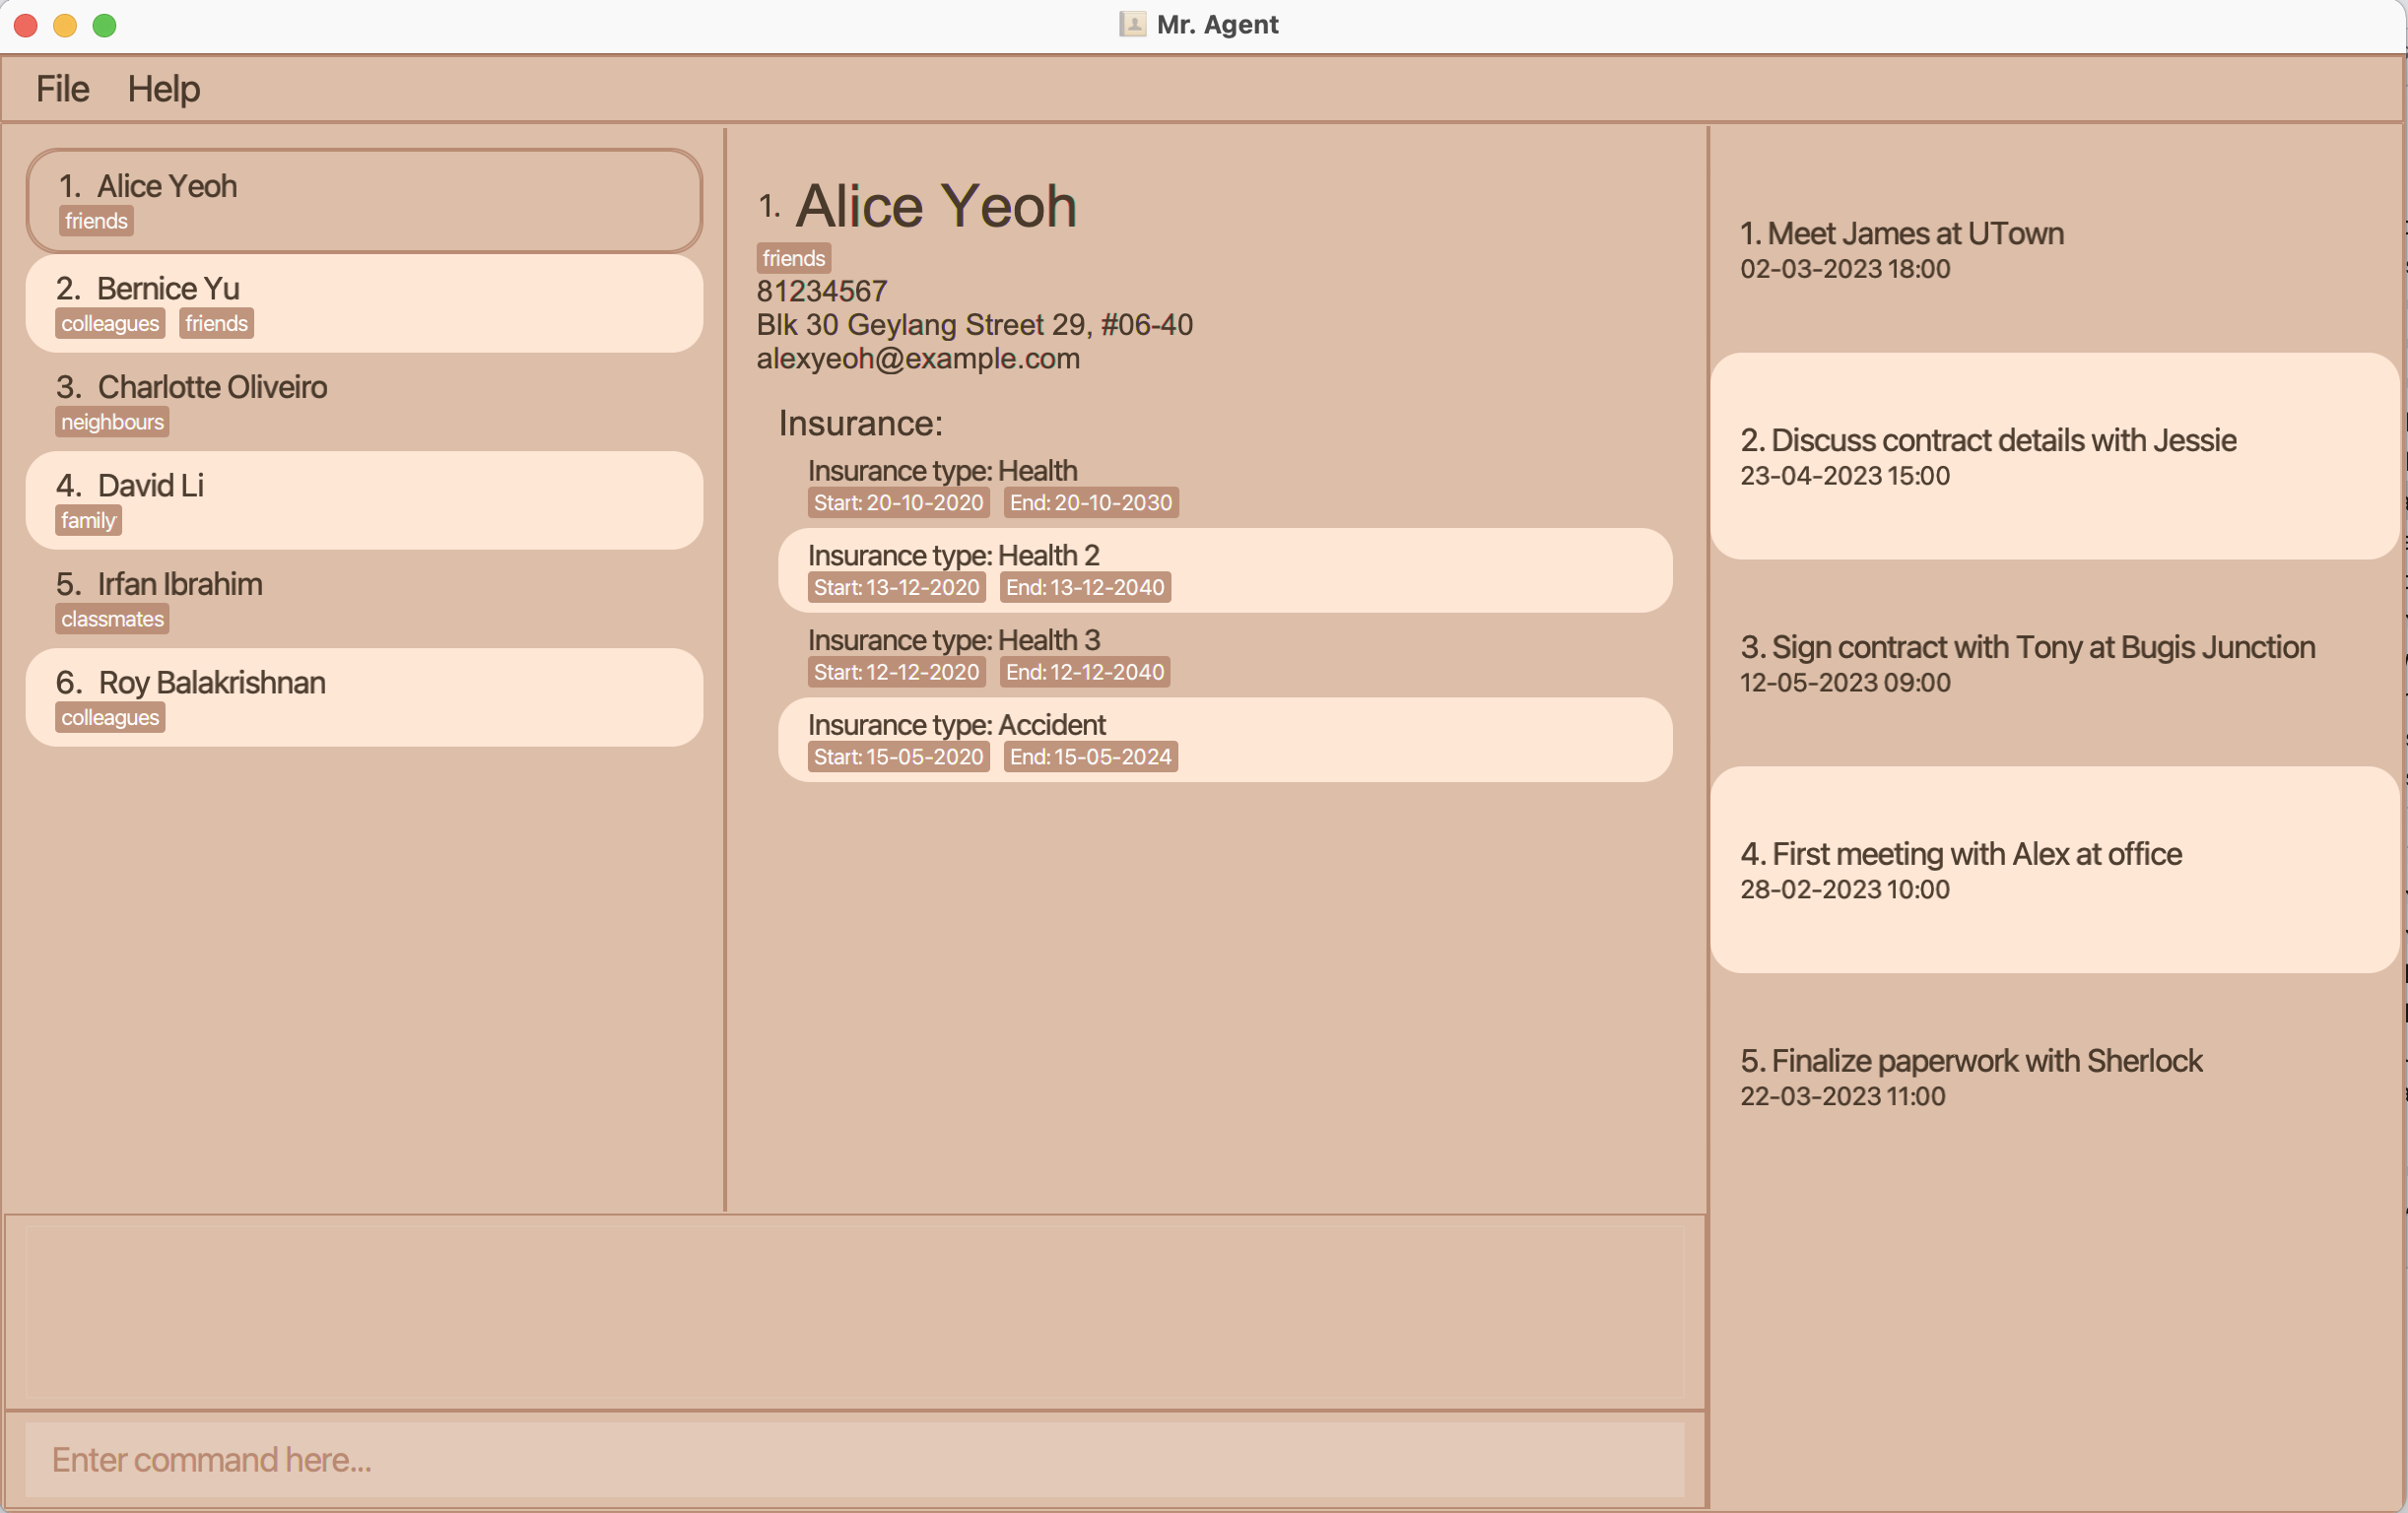 Mr. Agent
File Help
1. Alice Yeoh
friends
2. Bernice Yu
colleagues friends
3. Charlotte Oliveiro
neighbours
4. David Li
family
5. Irfan Ibrahim
classmates
6. Roy Balakrishnan
colleagues
1. Alice Yeoh
friends
81234567
Blk 30 Geylang Street 29, #06-40
alexyeoh@example.com
Insurance:
Insurance type: Health
Start: 20-10-2020 End: 20-10-2030
Insurance type: Health 2
Start: 13-12-2020 End: 13-12-2040
Insurance type: Health 3
Start: 12-12-2020 End: 12-12-2040
Insurance type: Accident
Start: 15-05-2020 End: 15-05-2024
1. Meet James at UTown
02-03-2023 18:00
2. Discuss contract details with Jessie
23-04-2023 15:00
3. Sign contract with Tony at Bugis Junction
12-05-2023 09:00
4. First meeting with Alex at office
28-02-2023 10:00
5. Finalize paperwork with Sherlock
22-03-2023 11:00
Enter command here...